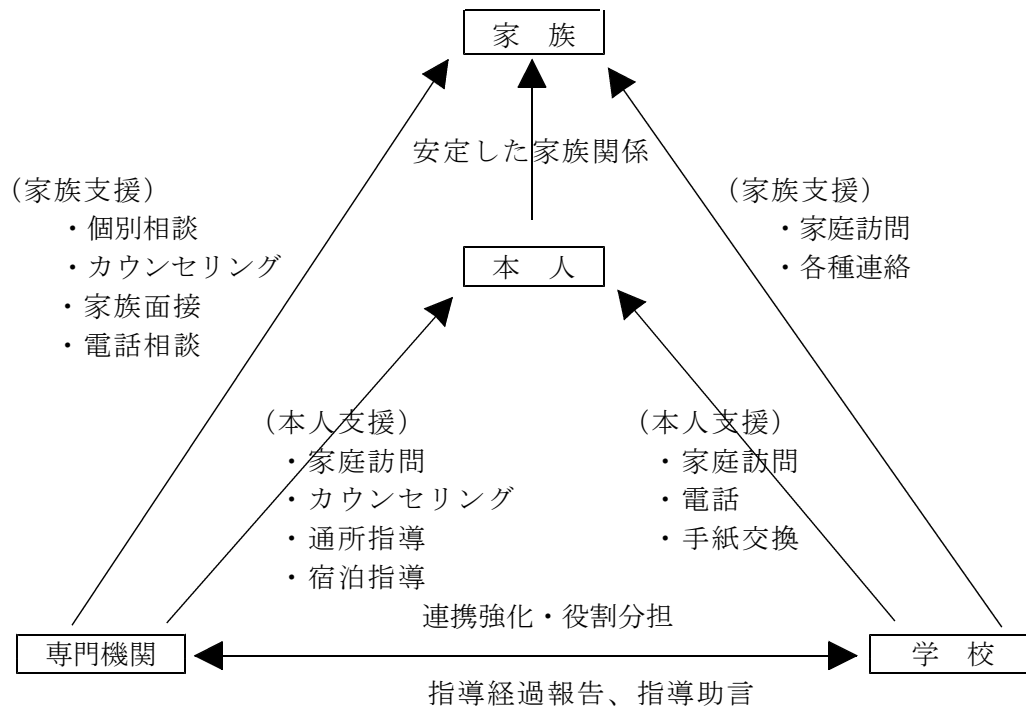 家　族
安定した家族関係
（家族支援）
・個別相談
・カウンセリング
・家族面接
・電話相談
（家族支援）
・家庭訪問
・各種連絡
本　人
（本人支援）
・家庭訪問
・カウンセリング
・通所指導
・宿泊指導
（本人支援）
・家庭訪問
・電話
・手紙交換
連携強化・役割分担
専門機関
学　校
指導経過報告、指導助言